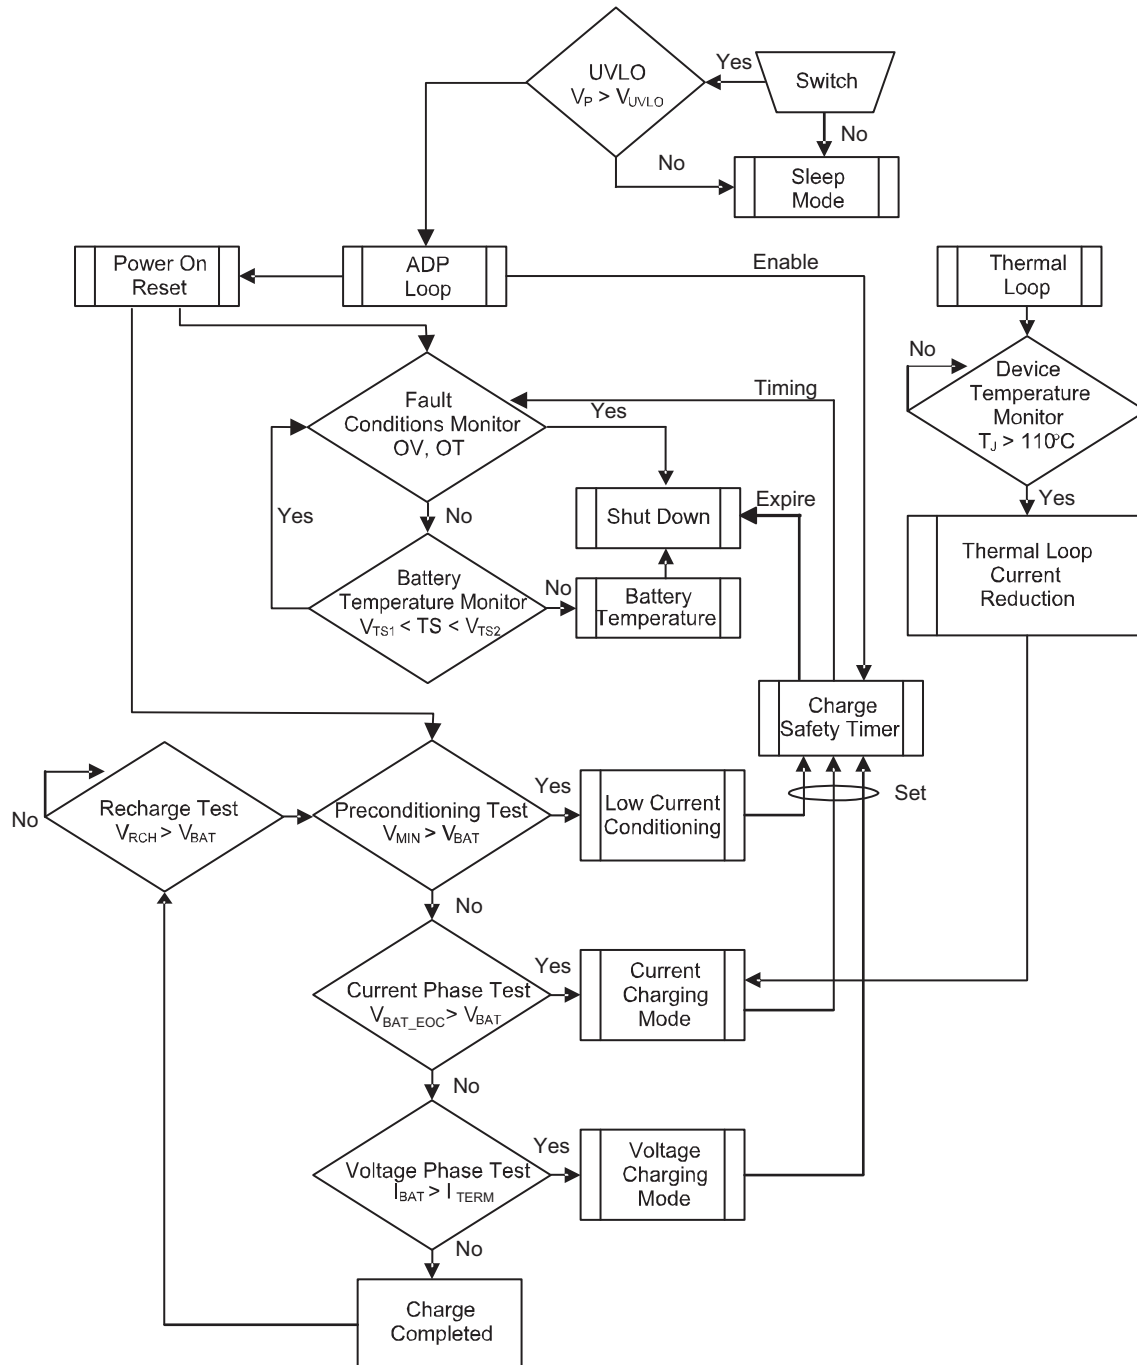 UVLO
V_P > V_UVLO
Yes
Switch
No
No
Sleep
Mode
Power On
Reset
ADP
Loop
Enable
Thermal
Loop
No
Device
Temperature
Monitor
T_J > 110°C
Yes
Timing
Fault
Conditions Monitor
OV, OT
Yes
Yes
No
Shut Down
Expire
Thermal Loop
Current
Reduction
Battery
Temperature Monitor
V_TS1 < TS < V_TS2
No
Battery
Temperature
Charge
Safety Timer
No
Recharge Test
V_RCH > V_BAT
Preconditioning Test
V_MIN > V_BAT
Yes
Low Current
Conditioning
Set
No
Current Phase Test
V_BAT_EOC > V_BAT
Yes
Current
Charging
Mode
No
Voltage Phase Test
I_BAT > I_TERM
Yes
Voltage
Charging
Mode
No
Charge
Completed